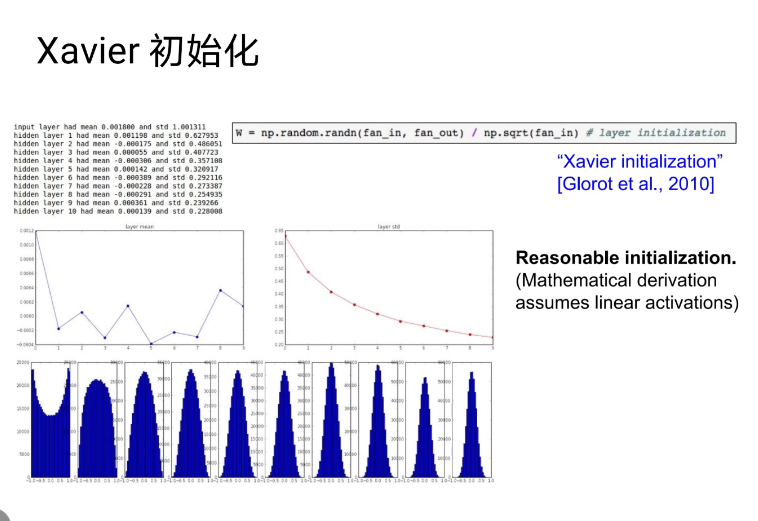 Xavier 初始化
input layer had mean 0.001800 and std 1.001311
hidden layer 1 had mean 0.001198 and std 0.627953
hidden layer 2 had mean -0.000175 and std 0.486051
hidden layer 3 had mean 0.000055 and std 0.407723
hidden layer 4 had mean -0.000306 and std 0.357108
hidden layer 5 had mean 0.000142 and std 0.320917
hidden layer 6 had mean -0.000389 and std 0.292116
hidden layer 7 had mean -0.000228 and std 0.273387
hidden layer 8 had mean -0.000291 and std 0.254935
hidden layer 9 had mean 0.000361 and std 0.239266
hidden layer 10 had mean 0.000139 and std 0.228008
W = np.random.randn(fan_in, fan_out) / np.sqrt(fan_in) # layer initialization
“Xavier initialization”
[Glorot et al., 2010]
layer mean
layer std
Reasonable initialization.
(Mathematical derivation
assumes linear activations)